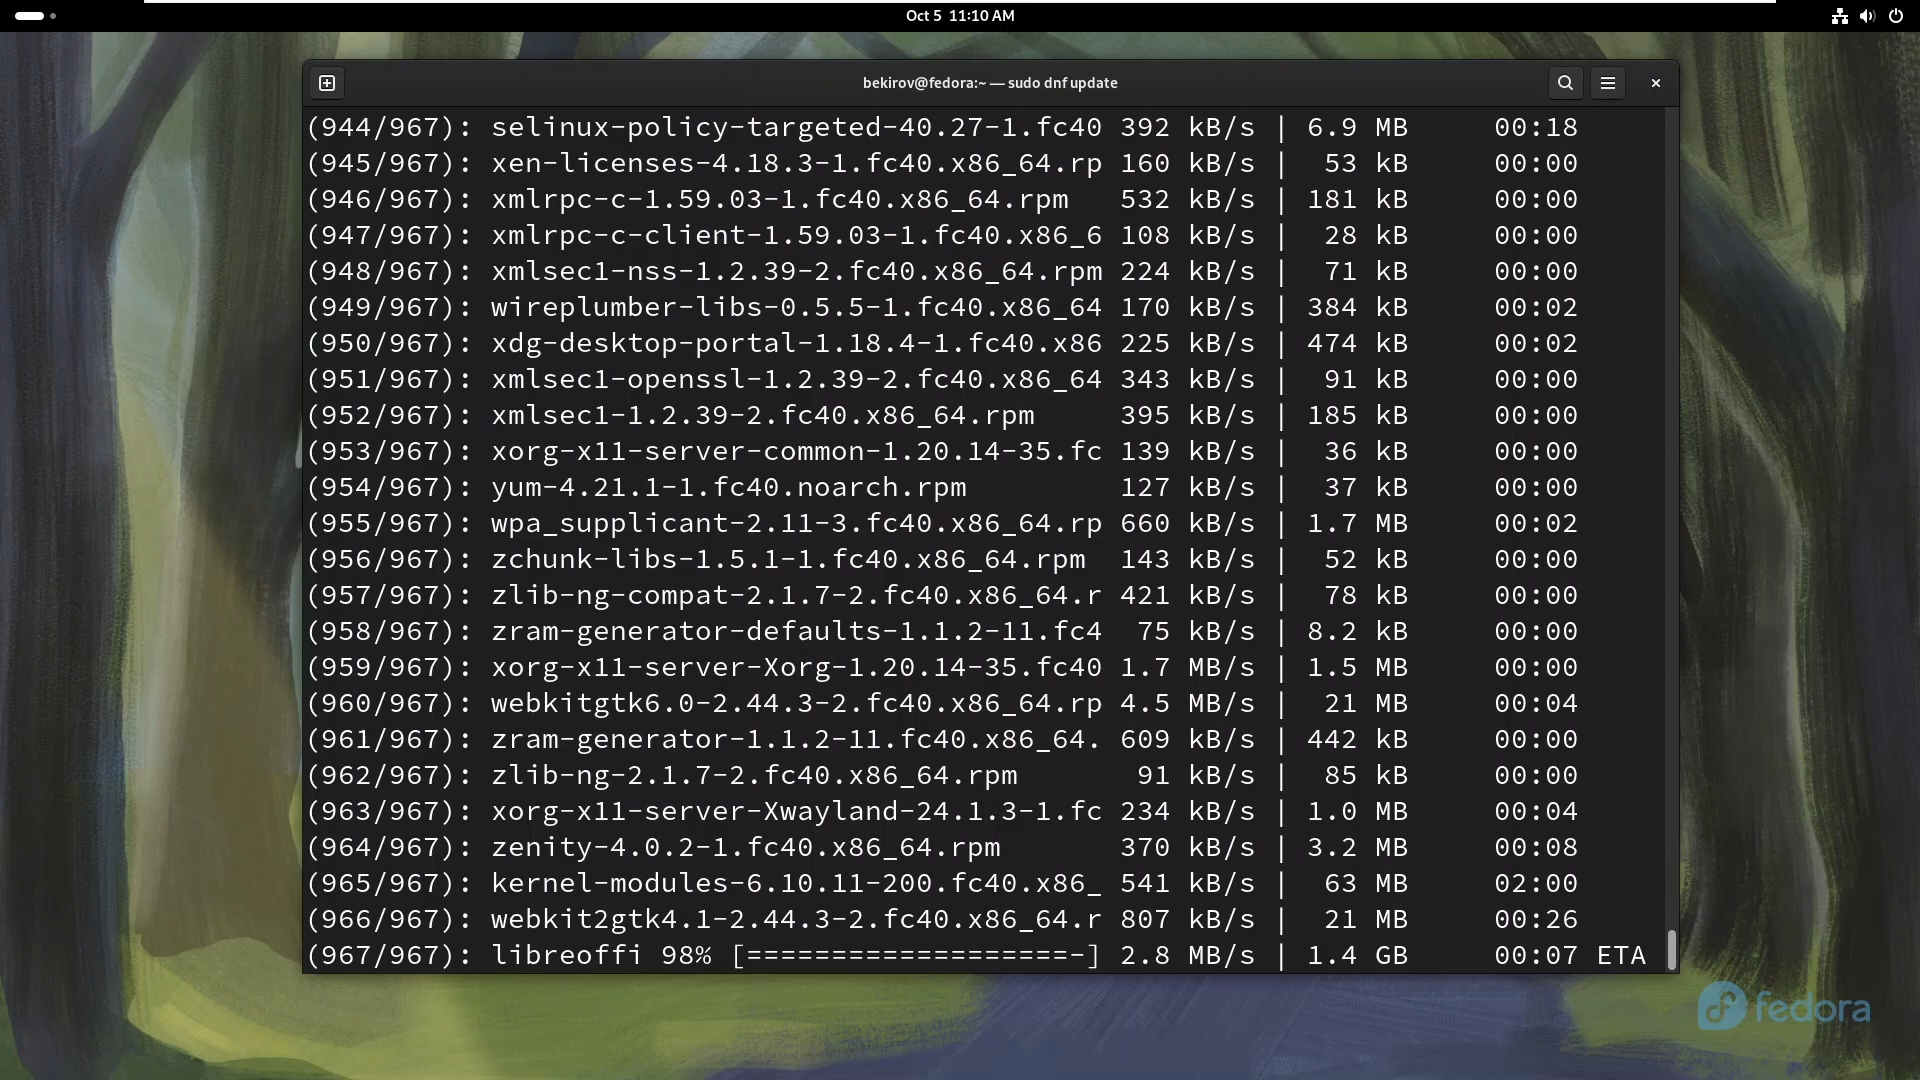 Oct 5 11:10 AM
bekirov@fedora:~ — sudo dnf update
(944/967): selinux-policy-targeted-40.27-1.fc40 392 kB/s | 6.9 MB 00:18
(945/967): xen-licenses-4.18.3-1.fc40.x86_64.rp 160 kB/s | 53 kB 00:00
(946/967): xmlrpc-c-1.59.03-1.fc40.x86_64.rpm 532 kB/s | 181 kB 00:00
(947/967): xmlrpc-c-client-1.59.03-1.fc40.x86_6 108 kB/s | 28 kB 00:00
(948/967): xmlsec1-nss-1.2.39-2.fc40.x86_64.rpm 224 kB/s | 71 kB 00:00
(949/967): wireplumber-libs-0.5.5-1.fc40.x86_64 170 kB/s | 384 kB 00:02
(950/967): xdg-desktop-portal-1.18.4-1.fc40.x86 225 kB/s | 474 kB 00:02
(951/967): xmlsec1-openssl-1.2.39-2.fc40.x86_64 343 kB/s | 91 kB 00:00
(952/967): xmlsec1-1.2.39-2.fc40.x86_64.rpm 395 kB/s | 185 kB 00:00
(953/967): xorg-x11-server-common-1.20.14-35.fc 139 kB/s | 36 kB 00:00
(954/967): yum-4.21.1-1.fc40.noarch.rpm 127 kB/s | 37 kB 00:00
(955/967): wpa_supplicant-2.11-3.fc40.x86_64.rp 660 kB/s | 1.7 MB 00:02
(956/967): zchunk-libs-1.5.1-1.fc40.x86_64.rpm 143 kB/s | 52 kB 00:00
(957/967): zlib-ng-compat-2.1.7-2.fc40.x86_64.r 421 kB/s | 78 kB 00:00
(958/967): zram-generator-defaults-1.1.2-11.fc4 75 kB/s | 8.2 kB 00:00
(959/967): xorg-x11-server-Xorg-1.20.14-35.fc40 1.7 MB/s | 1.5 MB 00:00
(960/967): webkitgtk6.0-2.44.3-2.fc40.x86_64.rp 4.5 MB/s | 21 MB 00:04
(961/967): zram-generator-1.1.2-11.fc40.x86_64. 609 kB/s | 442 kB 00:00
(962/967): zlib-ng-2.1.7-2.fc40.x86_64.rpm 91 kB/s | 85 kB 00:00
(963/967): xorg-x11-server-Xwayland-24.1.3-1.fc 234 kB/s | 1.0 MB 00:04
(964/967): zenity-4.0.2-1.fc40.x86_64.rpm 370 kB/s | 3.2 MB 00:08
(965/967): kernel-modules-6.10.11-200.fc40.x86_ 541 kB/s | 63 MB 02:00
(966/967): webkit2gtk4.1-2.44.3-2.fc40.x86_64.r 807 kB/s | 21 MB 00:26
(967/967): libreoffi 98% [===================-] 2.8 MB/s | 1.4 GB 00:07 ETA
fedora